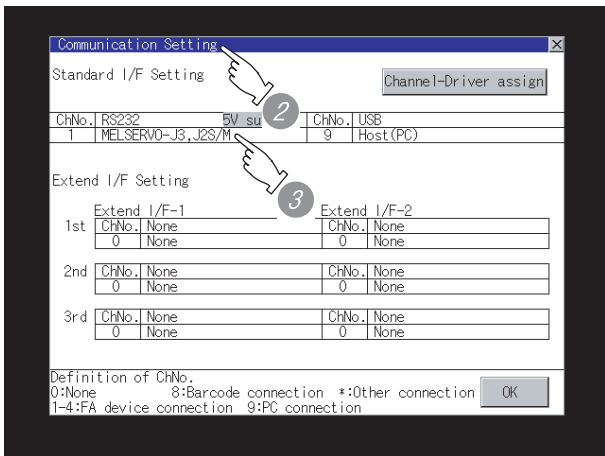 Communication Setting ×
Standard I/F Setting
Channel-Driver assign
ChNo. RS232 5V su ChNo. USB
1 MELSERVO-J3,J2S/M 9 Host(PC)
2
3
Extend I/F Setting
Extend I/F-1 Extend I/F-2
1st ChNo. None ChNo. None
0 None 0 None
2nd ChNo. None ChNo. None
0 None 0 None
3rd ChNo. None ChNo. None
0 None 0 None
Definition of ChNo.
0:None 8:Barcode connection *:Other connection OK
1-4:FA device connection 9:PC connection